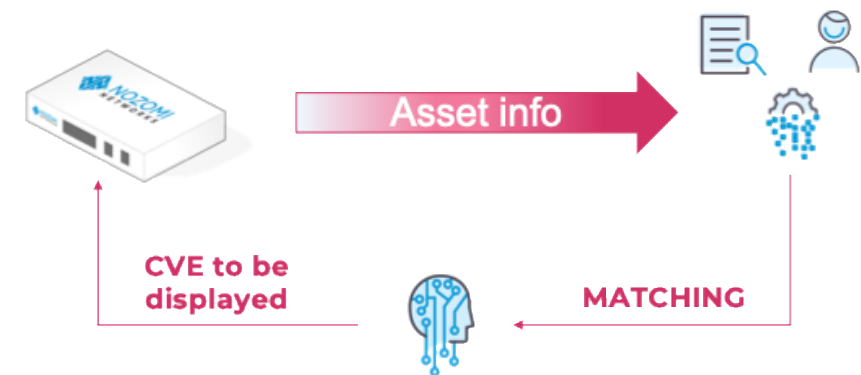 NOZOMI
NETWORKS
Asset info
CVE to be
displayed
MATCHING